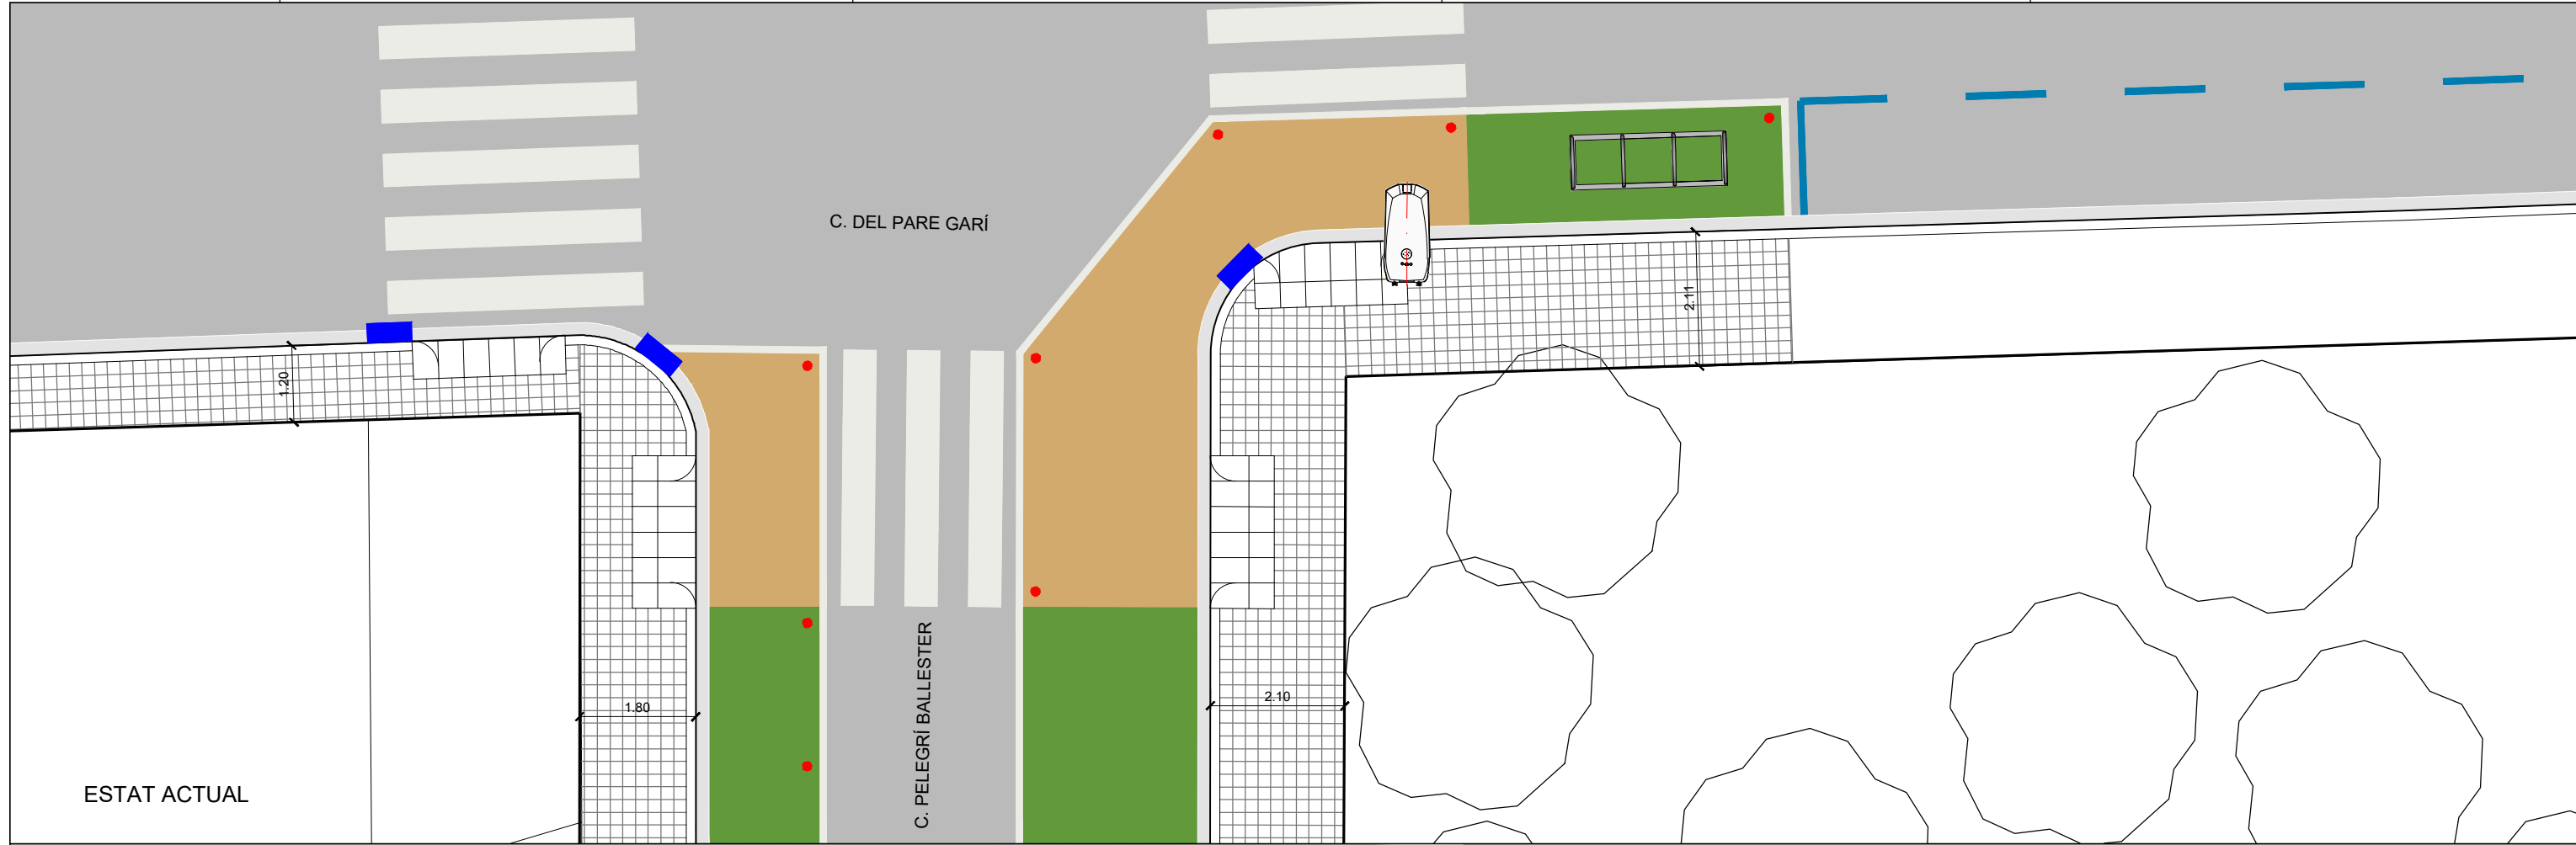 C. DEL PARE GARÍ
2.11
1.20
C. PELEGRÍ BALLESTER
2.10
1.80
ESTAT ACTUAL